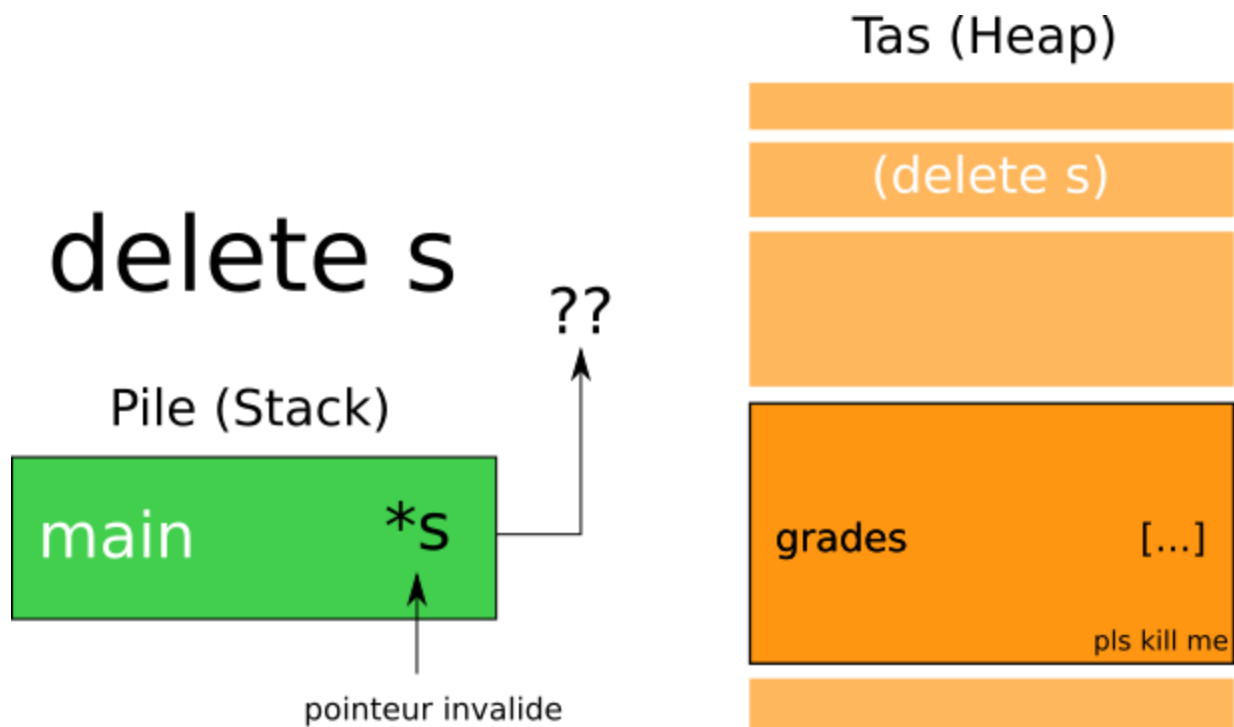 Tas (Heap)
(delete s)
delete s
??
Pile (Stack)
main *s
grades [...]
pls kill me
pointeur invalide